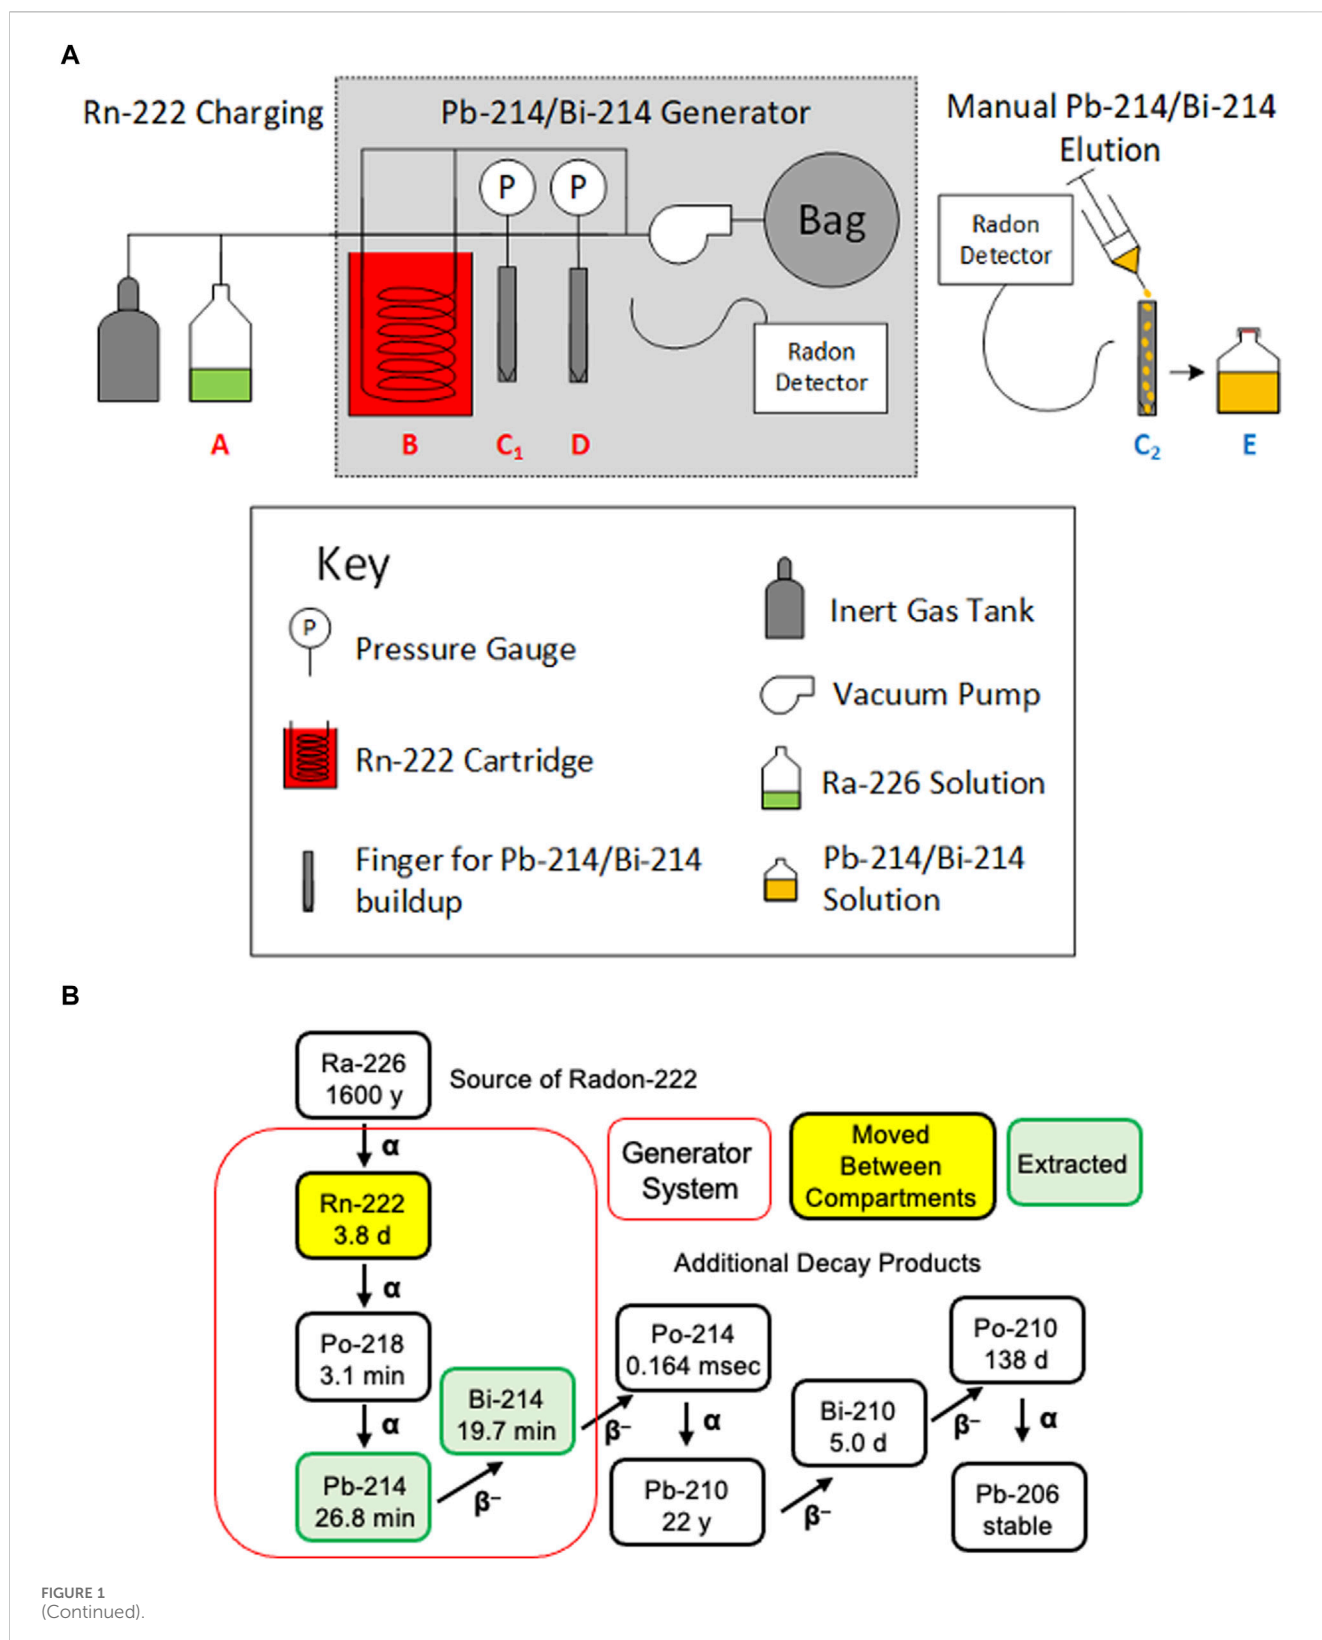 A
Rn-222 Charging
Pb-214/Bi-214 Generator
Manual Pb-214/Bi-214
Elution
P
P
Bag
Radon
Detector
Radon
Detector
A
B
C₁
D
C₂
E
Key
P
Pressure Gauge
Rn-222 Cartridge
Finger for Pb-214/Bi-214
buildup
Inert Gas Tank
Vacuum Pump
Ra-226 Solution
Pb-214/Bi-214
Solution
B
Ra-226
1600 y
Source of Radon-222
α
Rn-222
3.8 d
α
Po-218
3.1 min
α
Pb-214
26.8 min
β⁻
Bi-214
19.7 min
β⁻
Generator
System
Moved
Between
Compartments
Extracted
Additional Decay Products
Po-214
0.164 msec
α
Pb-210
22 y
β⁻
Bi-210
5.0 d
β⁻
Po-210
138 d
α
Pb-206
stable
FIGURE 1
(Continued).